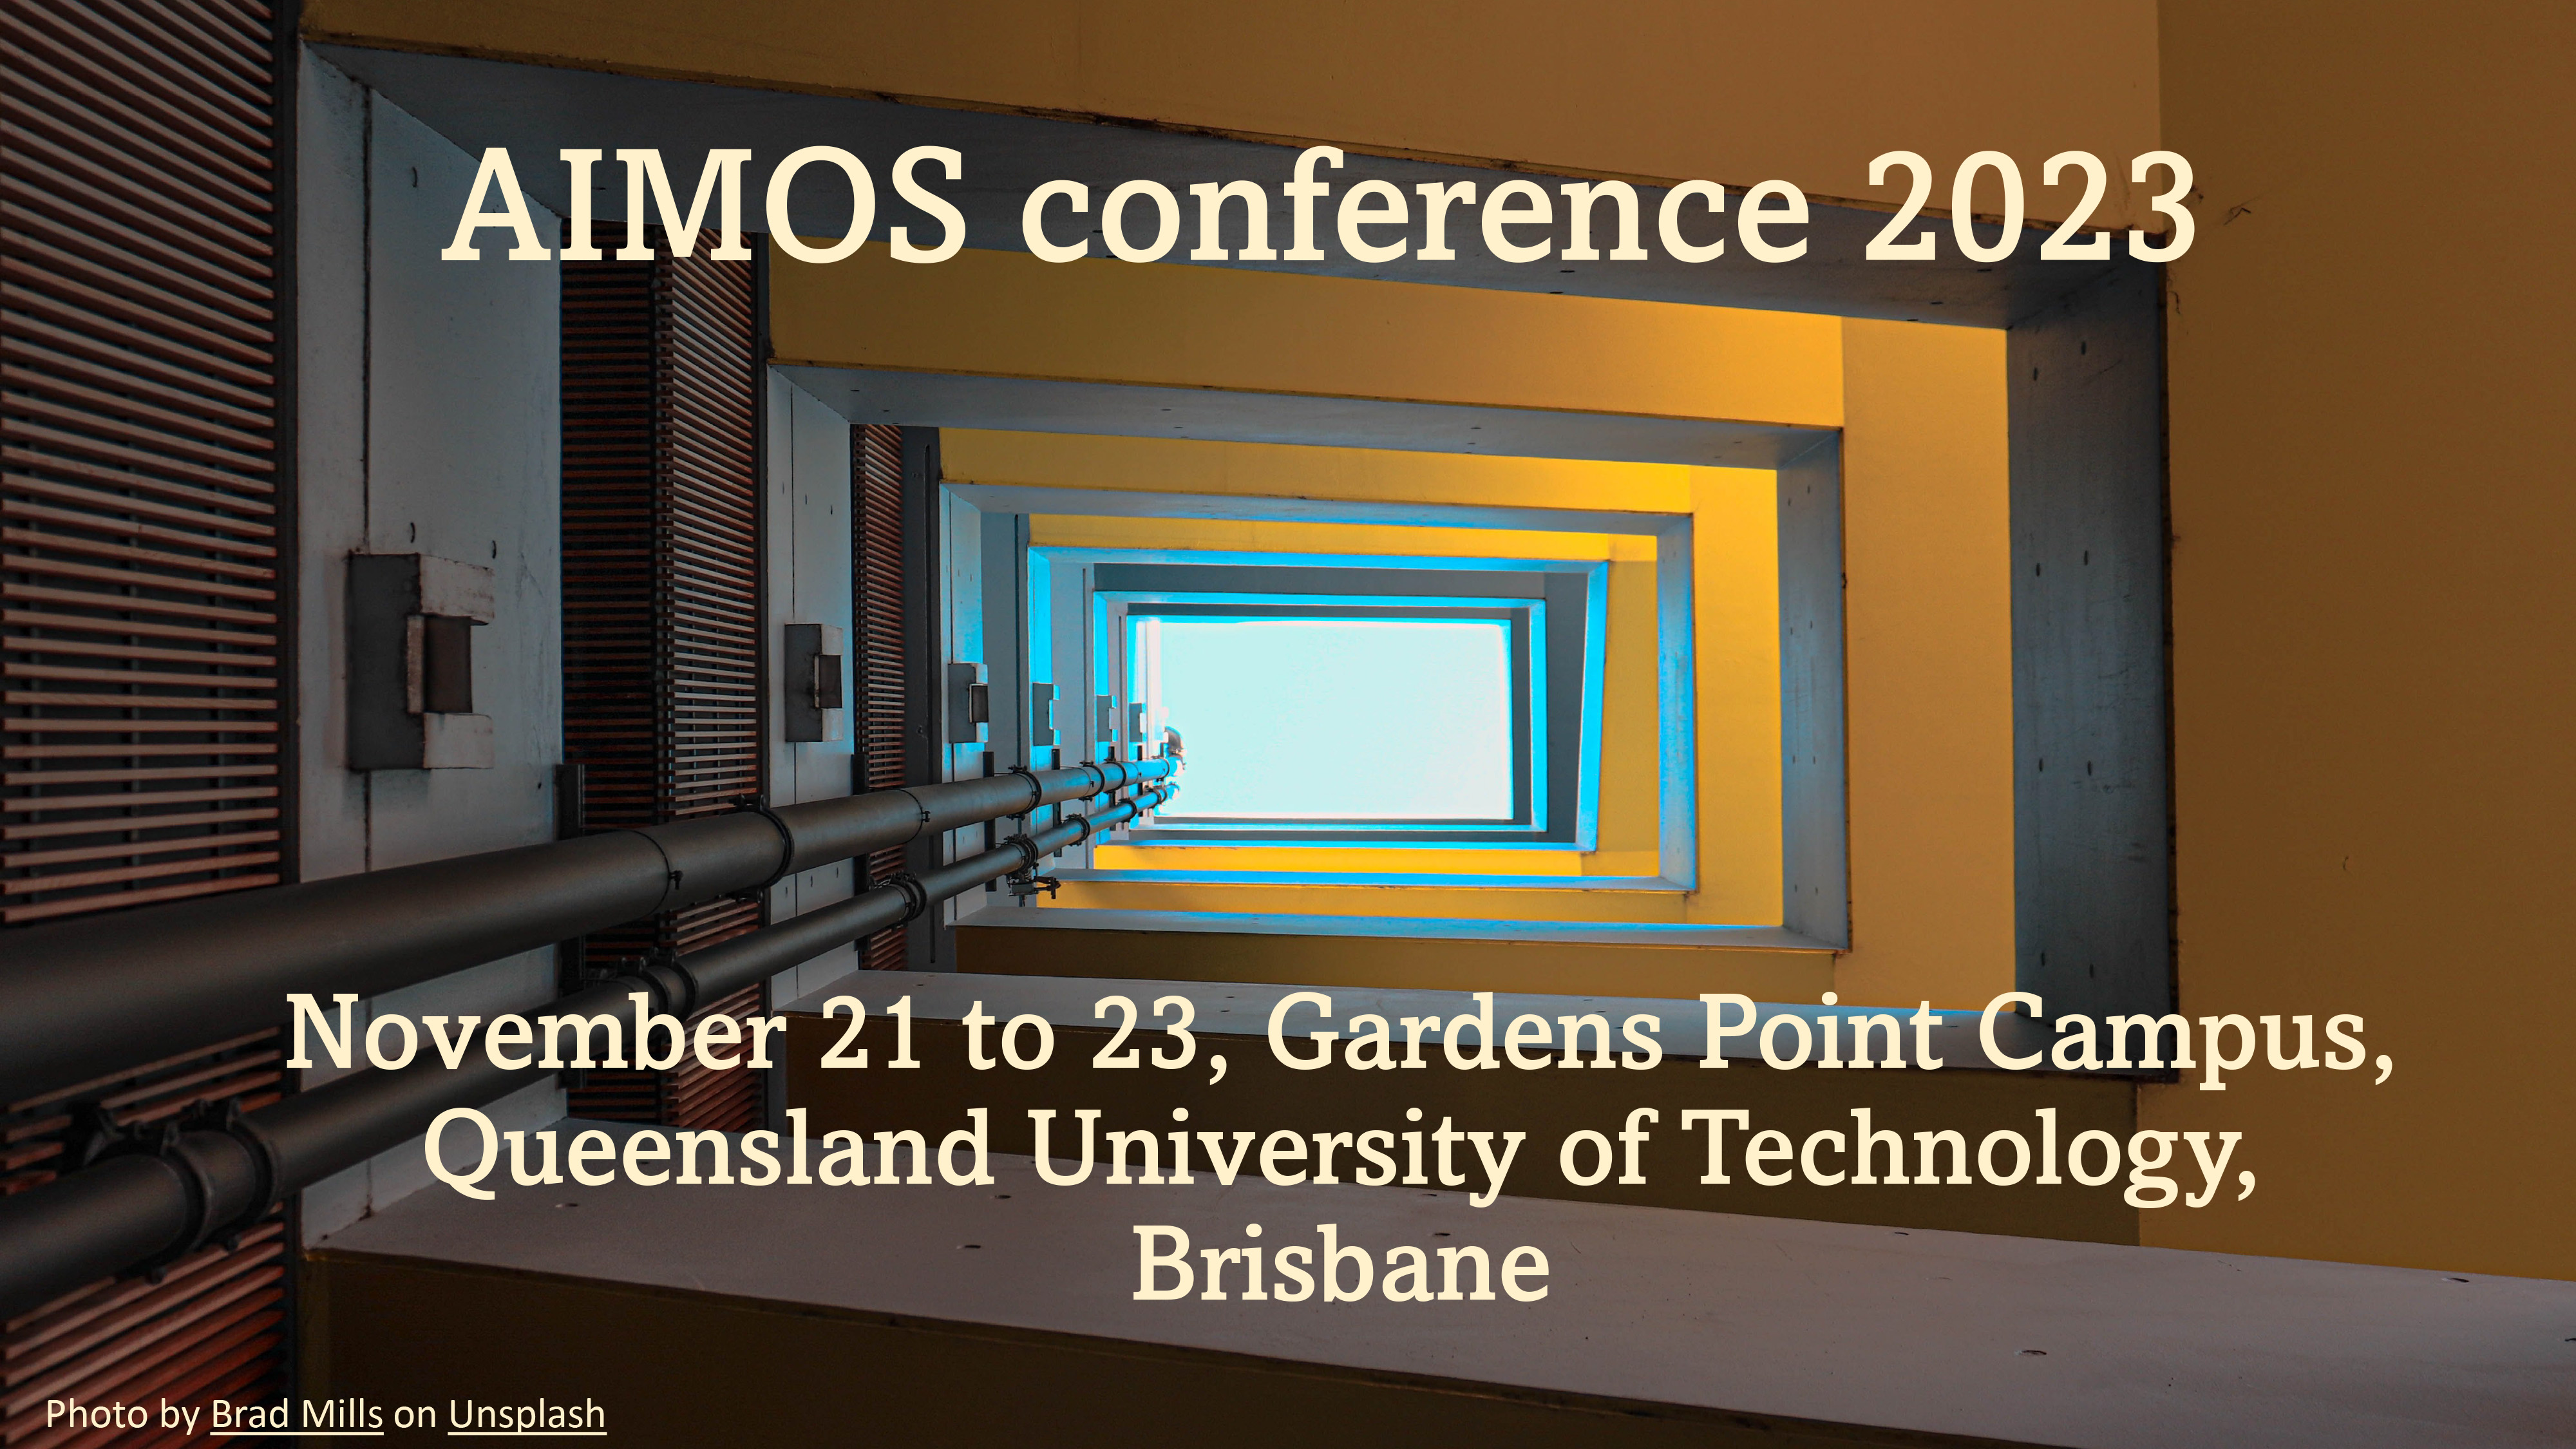 AIMOS conference 2023
November 21 to 23, Gardens Point Campus,
Queensland University of Technology,
Brisbane
Photo by Brad Mills on Unsplash